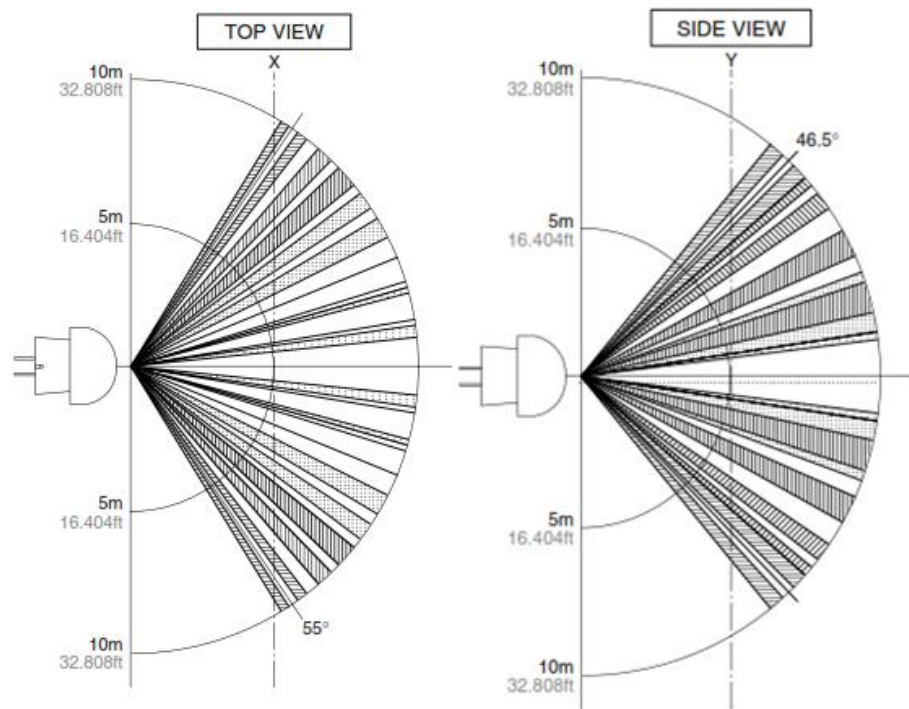 TOP VIEW
X
10m
32.808ft
5m
16.404ft
5m
16.404ft
10m
32.808ft
55°
SIDE VIEW
Y
10m
32.808ft
46.5°
5m
16.404ft
5m
16.404ft
10m
32.808ft